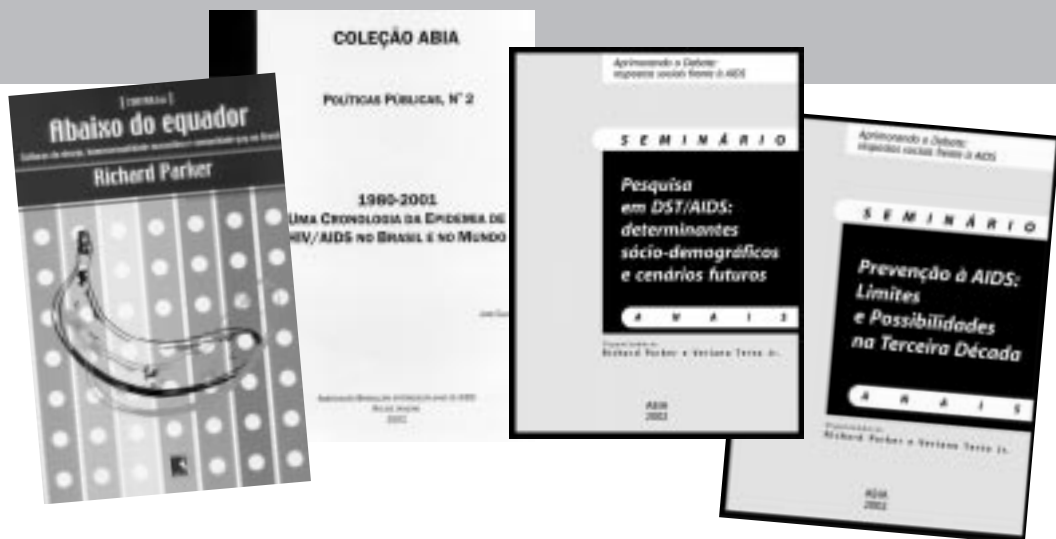 Abaixo do equador
Richard Parker
COLEÇÃO ABIA
POLÍTICAS PÚBLICAS, Nº 2
1980-2001
UMA CRONOLOGIA DA EPIDEMIA DE
HIV/AIDS NO BRASIL E NO MUNDO
Aprimorando o Debate:
respostas sociais frente à AIDS
SEMINÁRIO
Pesquisa
em DST/AIDS:
determinantes
sócio-demográficos
e cenários futuros
ANAIS
Richard Parker e Veriano Terto Jr.
ABIA
Aprimorando o Debate:
respostas sociais frente à AIDS
SEMINÁRIO
Prevenção à AIDS:
Limites
e Possibilidades
na Terceira Década
ANAIS
Richard Parker e Veriano Terto Jr.
ABIA